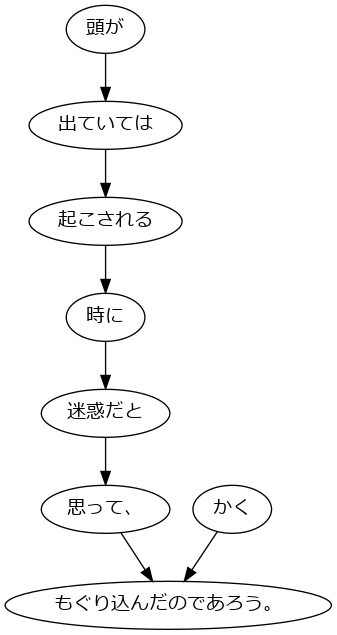 頭が
出ていては
起こされる
時に
迷惑だと
思って、
かく
もぐり込んだのであろう。